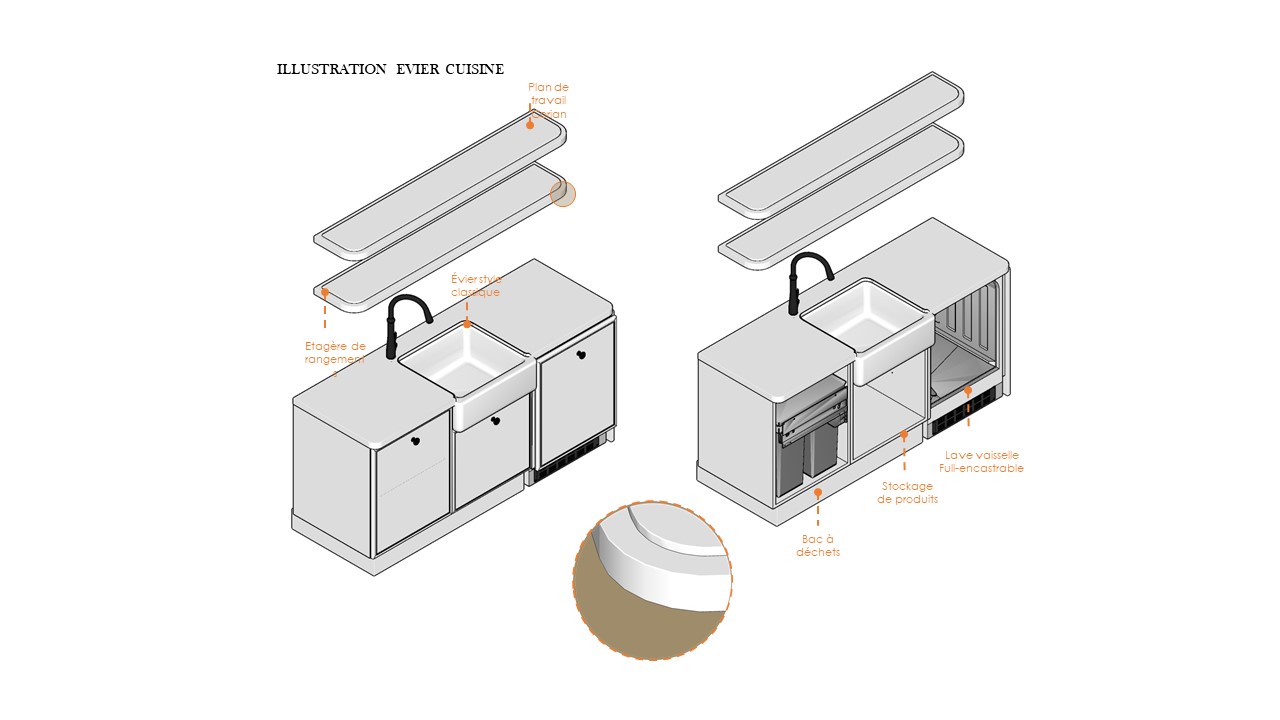 ILLUSTRATION EVIER CUISINE
Plan de
travail
Corian
Évier style
classique
Etagère de
rangement
s
Lave vaisselle
Full-encastrable
Stockage
de produits
Bac à
déchets